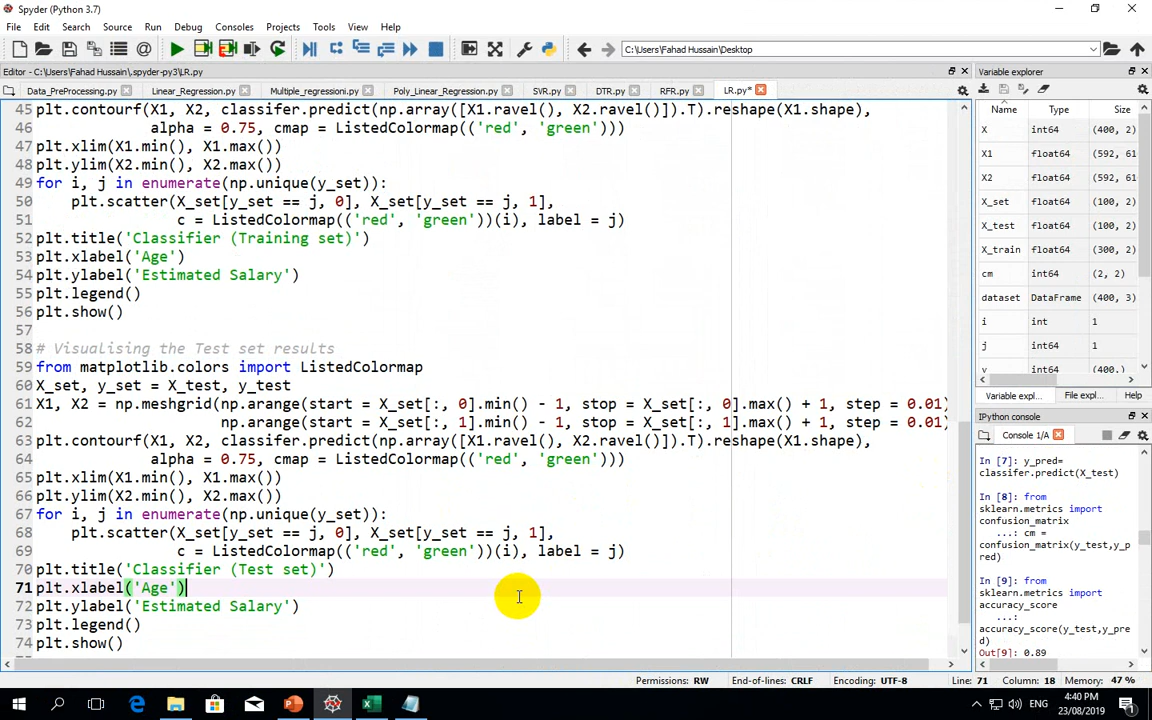 Spyder (Python 3.7)
File Edit Search Source Run Debug Consoles Projects Tools View Help
C:\Users\Fahad Hussain\Desktop
Editor - C:\Users\Fahad Hussain\.spyder-py3\LR.py
Data_PreProcessing.py Linear_Regression.py Multiple_regressioni.py Poly_Linear_Regression.py SVR.py DTR.py RFR.py LR.py*
45 plt.contourf(X1, X2, classifer.predict(np.array([X1.ravel(), X2.ravel()]).T).reshape(X1.shape),
46 alpha = 0.75, cmap = ListedColormap(('red', 'green')))
47 plt.xlim(X1.min(), X1.max())
48 plt.ylim(X2.min(), X2.max())
49 for i, j in enumerate(np.unique(y_set)):
50 plt.scatter(X_set[y_set == j, 0], X_set[y_set == j, 1],
51 c = ListedColormap(('red', 'green'))(i), label = j)
52 plt.title('Classifier (Training set)')
53 plt.xlabel('Age')
54 plt.ylabel('Estimated Salary')
55 plt.legend()
56 plt.show()
57
58 # Visualising the Test set results
59 from matplotlib.colors import ListedColormap
60 X_set, y_set = X_test, y_test
61 X1, X2 = np.meshgrid(np.arange(start = X_set[:, 0].min() - 1, stop = X_set[:, 0].max() + 1, step = 0.01)
62 np.arange(start = X_set[:, 1].min() - 1, stop = X_set[:, 1].max() + 1, step = 0.01)
63 plt.contourf(X1, X2, classifer.predict(np.array([X1.ravel(), X2.ravel()]).T).reshape(X1.shape),
64 alpha = 0.75, cmap = ListedColormap(('red', 'green')))
65 plt.xlim(X1.min(), X1.max())
66 plt.ylim(X2.min(), X2.max())
67 for i, j in enumerate(np.unique(y_set)):
68 plt.scatter(X_set[y_set == j, 0], X_set[y_set == j, 1],
69 c = ListedColormap(('red', 'green'))(i), label = j)
70 plt.title('Classifier (Test set)')
71 plt.xlabel('Age')
72 plt.ylabel('Estimated Salary')
73 plt.legend()
74 plt.show()
Variable explorer
Name Type Size
X int64 (400, 2)
X1 float64 (592, 61
X2 float64 (592, 61
X_set float64 (100, 2)
X_test float64 (100, 2)
X_train float64 (300, 2)
cm int64 (2, 2)
dataset DataFrame (400, 3)
i int 1
j int64 1
y int64 (400,)
Variable expl... File expl... Help
IPython console
Console 1/A
In [7]: y_pred=
classifer.predict(X_test)
In [8]: from
sklearn.metrics import
confusion_matrix
...: cm =
confusion_matrix(y_test,y_p
red)
In [9]: from
sklearn.metrics import
accuracy_score
...:
accuracy_score(y_test,y_pre
d)
Out[9]: 0.89
Permissions: RW End-of-lines: CRLF Encoding: UTF-8 Line: 71 Column: 18 Memory: 47 %
ENG
4:40 PM
23/08/2019
1